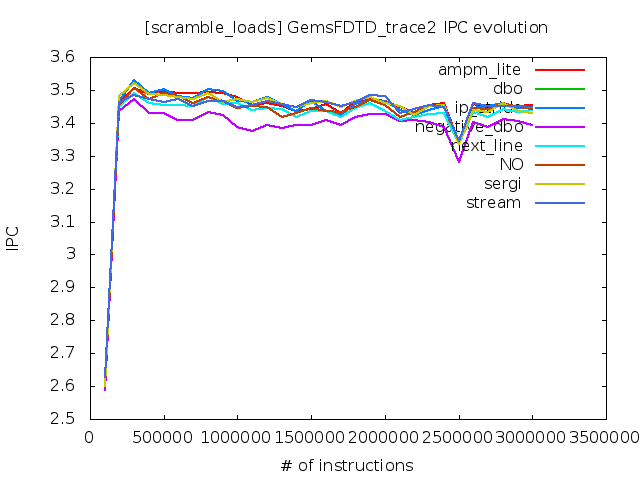 [scramble_loads] GemsFDTD_trace2 IPC evolution
3.6
3.5
3.4
3.3
3.2
3.1
3
2.9
2.8
2.7
2.6
2.5
IPC
ampm_lite
dbo
negative_dbo
next_line
NO
sergi
stream
0
500000
1000000
1500000
2000000
2500000
3000000
3500000
# of instructions